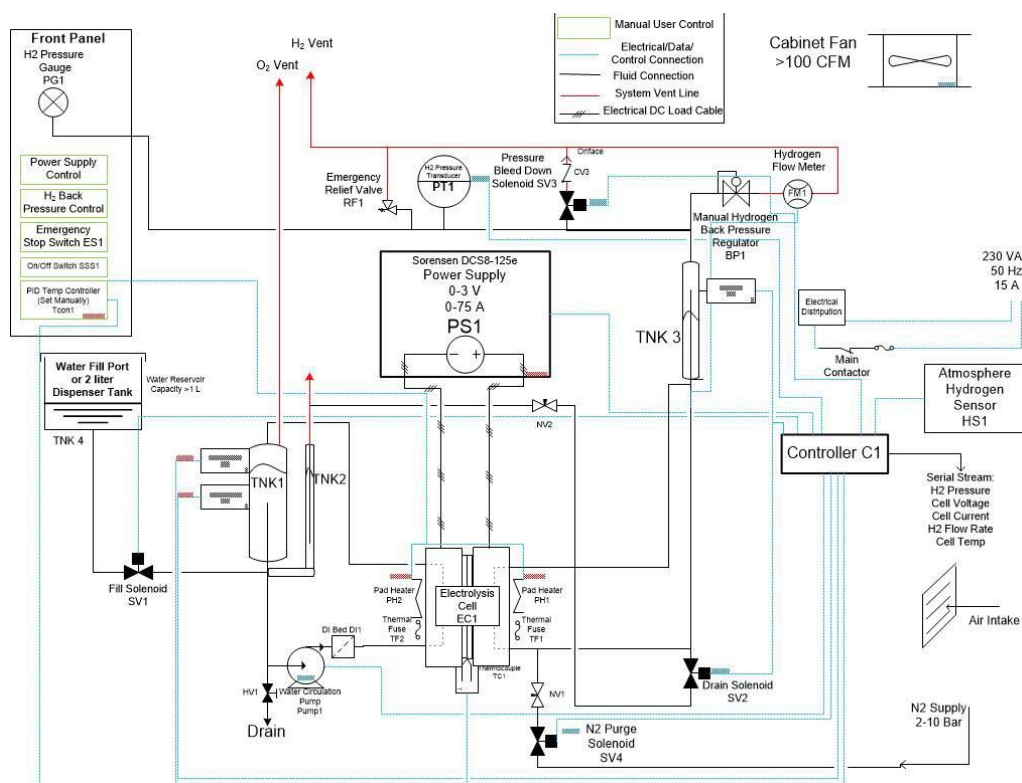 Front Panel
H2 Pressure
Gauge
PG1
Power Supply
Control
H₂ Back
Pressure Control
Emergency
Stop Switch ES1
On/Off Switch SSS1
PID Temp Controller
(Set Manually)
Tcon1
H₂ Vent
O₂ Vent
Manual User Control
Electrical/Data/
Control Connection
Fluid Connection
System Vent Line
Electrical DC Load Cable
Cabinet Fan
>100 CFM
Emergency
Relief Valve
RF1
H2 Pressure
Transducer
PT1
Pressure
Bleed Down
Solenoid SV3
Oriface
CV3
Hydrogen
Flow Meter
FM1
Manual Hydrogen
Back Pressure
Regulator
BP1
Sorensen DCS8-125e
Power Supply
0-3 V
0-75 A
PS1
TNK 3
230 VA
50 Hz
15 A
Electrical
Distripution
Main
Contactor
Atmosphere
Hydrogen
Sensor
HS1
Water Fill Port
or 2 liter
Dispenser Tank
Water Reservoir
Capacity >1 L
TNK 4
NV2
TNK1
TNK2
Controller C1
Serial Stream:
H2 Pressure
Cell Voltage
Cell Current
H2 Flow Rate
Cell Temp
Fill Solenoid
SV1
Pad Heater
PH2
Thermal
Fuse
TF2
Electrolysis
Cell
EC1
Pad Heater
PH1
Thermal
Fuse
TF1
Thermocouple
TC1
Air Intake
DI Bed DI1
HV1
Water Circulation
Pump
Pump1
Drain
NV1
Drain Solenoid
SV2
N2 Purge
Solenoid
SV4
N2 Supply
2-10 Bar